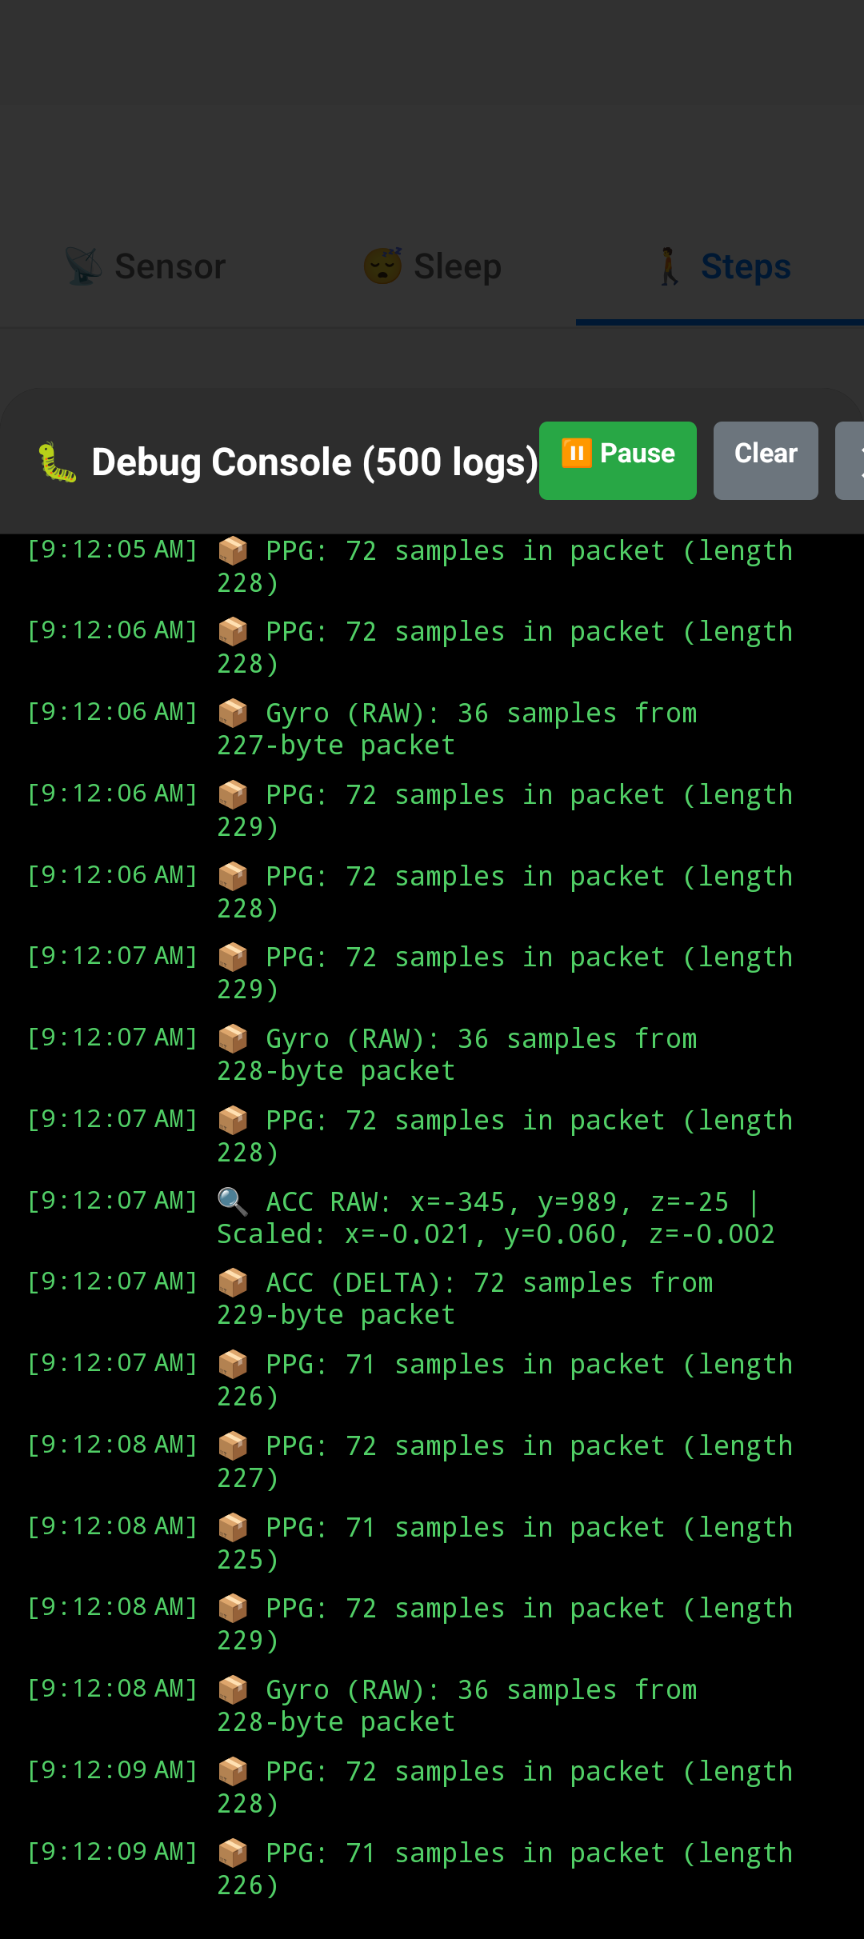 📡 Sensor 😴 Sleep 🚶 Steps
🐛 Debug Console (500 logs) ⏸️ Pause Clear
[9:12:05 AM] 📦 PPG: 72 samples in packet (length
228)
[9:12:06 AM] 📦 PPG: 72 samples in packet (length
228)
[9:12:06 AM] 📦 Gyro (RAW): 36 samples from
227-byte packet
[9:12:06 AM] 📦 PPG: 72 samples in packet (length
229)
[9:12:06 AM] 📦 PPG: 72 samples in packet (length
228)
[9:12:07 AM] 📦 PPG: 72 samples in packet (length
229)
[9:12:07 AM] 📦 Gyro (RAW): 36 samples from
228-byte packet
[9:12:07 AM] 📦 PPG: 72 samples in packet (length
228)
[9:12:07 AM] 🔍 ACC RAW: x=-345, y=989, z=-25 |
Scaled: x=-0.021, y=0.060, z=-0.002
[9:12:07 AM] 📦 ACC (DELTA): 72 samples from
229-byte packet
[9:12:07 AM] 📦 PPG: 71 samples in packet (length
226)
[9:12:08 AM] 📦 PPG: 72 samples in packet (length
227)
[9:12:08 AM] 📦 PPG: 71 samples in packet (length
225)
[9:12:08 AM] 📦 PPG: 72 samples in packet (length
229)
[9:12:08 AM] 📦 Gyro (RAW): 36 samples from
228-byte packet
[9:12:09 AM] 📦 PPG: 72 samples in packet (length
228)
[9:12:09 AM] 📦 PPG: 71 samples in packet (length
226)